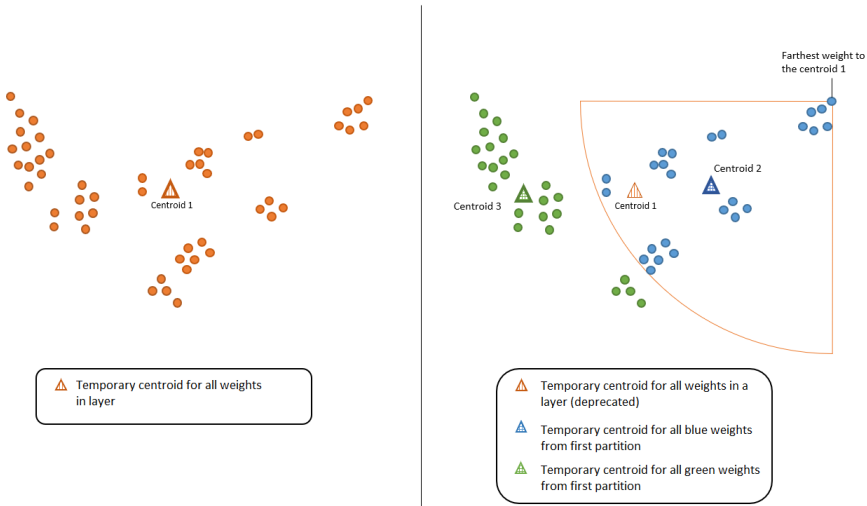 Centroid 1
Temporary centroid for all weights
in layer
Farthest weight to
the centroid 1
Centroid 2
Centroid 3
Centroid 1
Temporary centroid for all weights in a
layer (deprecated)
Temporary centroid for all blue weights
from first partition
Temporary centroid for all green weights
from first partition